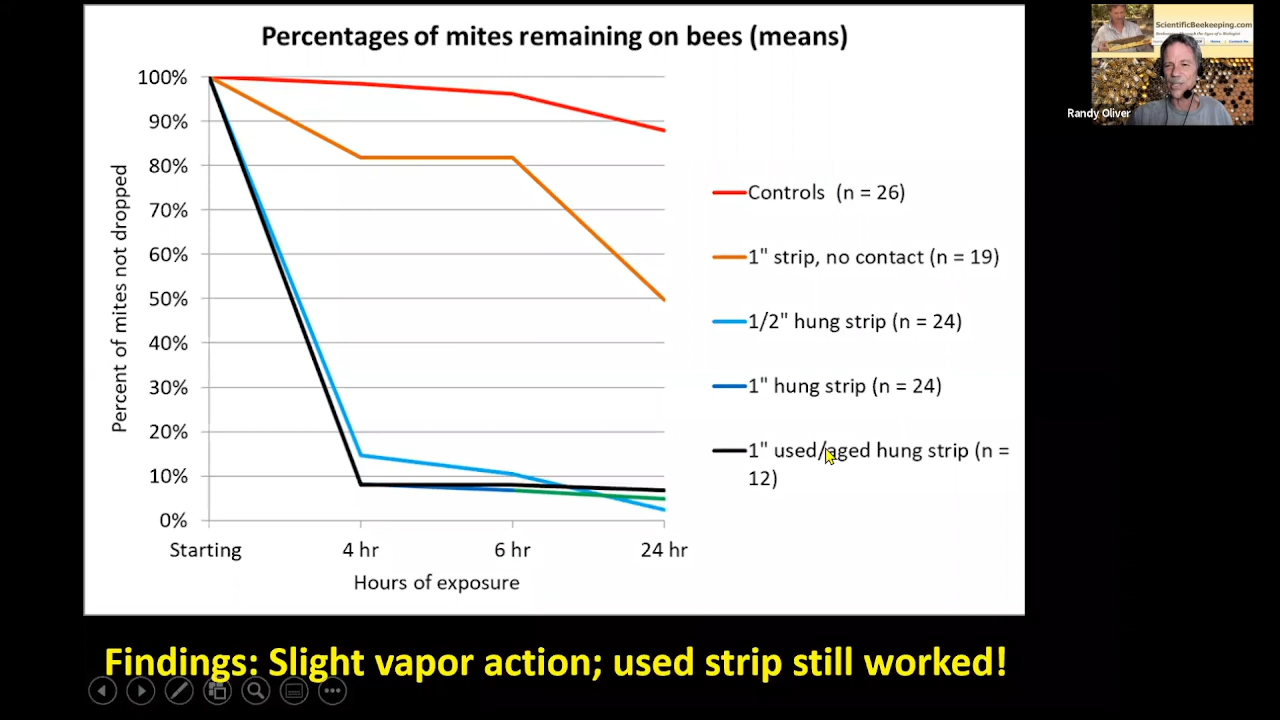 Percentages of mites remaining on bees (means)
100%
90%
80%
70%
60%
50%
40%
30%
20%
10%
0%
Percent of mites not dropped
Starting
4 hr
6 hr
24 hr
Hours of exposure
Controls (n = 26)
1" strip, no contact (n = 19)
1/2" hung strip (n = 24)
1" hung strip (n = 24)
1" used/aged hung strip (n =
12)
Findings: Slight vapor action; used strip still worked!
ScientificBeekeeping.com
Randy Oliver